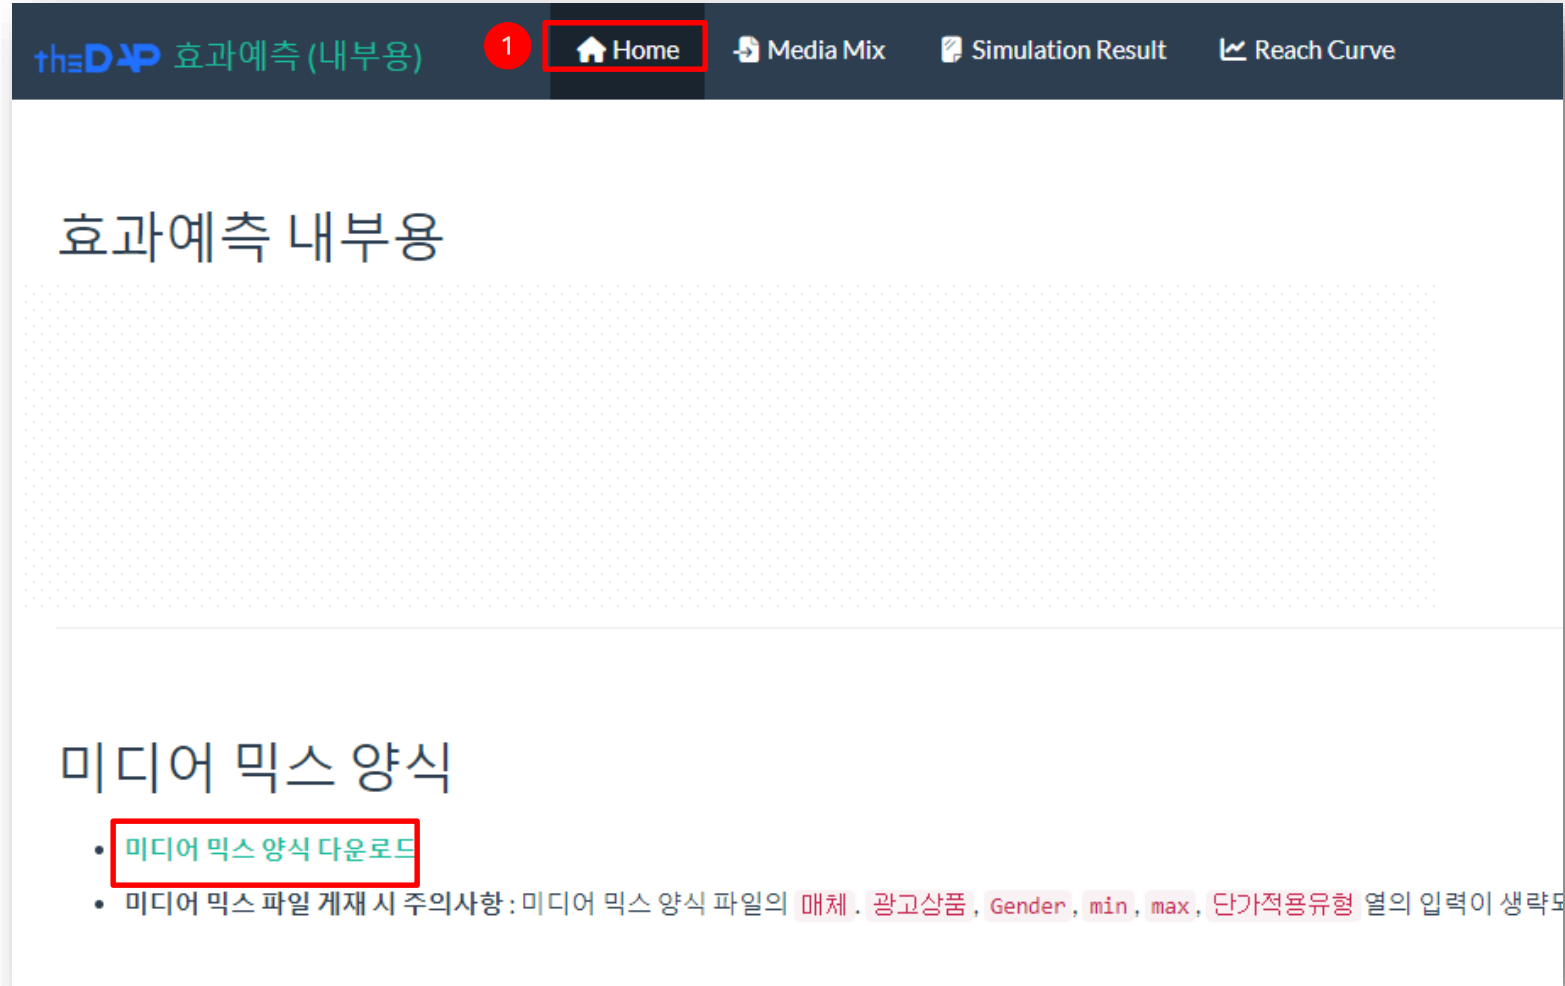 theDAP 효과예측 (내부용) 1 Home Media Mix Simulation Result Reach Curve
효과예측 내부용
미디어 믹스 양식
• 미디어 믹스 양식 다운로드
• 미디어 믹스 파일 게재 시 주의사항 : 미디어 믹스 양식 파일의 매체 . 광고상품 , Gender , min , max , 단가적용유형 열의 입력이 생략